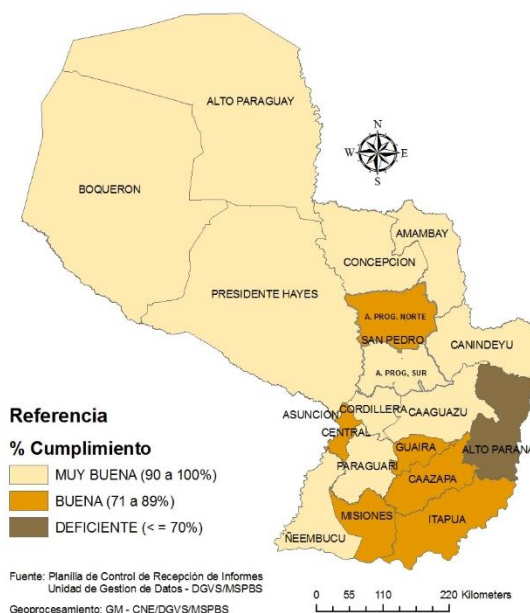 ALTO PARAGUAY
N
W E
S
BOQUERON
AMAMBAY
CONCEPCION
PRESIDENTE HAYES
A. PROG. NORTE
SAN PEDRO
CANINDEYU
A. PROG, SUR
CORDILLERA
ASUNCION
CAAGUAZU
CENTRAL
ALTO PARANA
GUAIRA
PARAGUARI
CAAZAPA
MISIONES
ITAPUA
ÑEEMBUCU
Referencia
% Cumplimiento
MUY BUENA (90 a 100%)
BUENA (71 a 89%)
DEFICIENTE (< = 70%)
Fuente: Planilla de Control de Recepción de Informes
Unidad de Gestion de Datos - DGVS/MSPBS
Geoprocesamiento: GM - CNE/DGVS/MSPBS
0 55 110 220 Kilometers